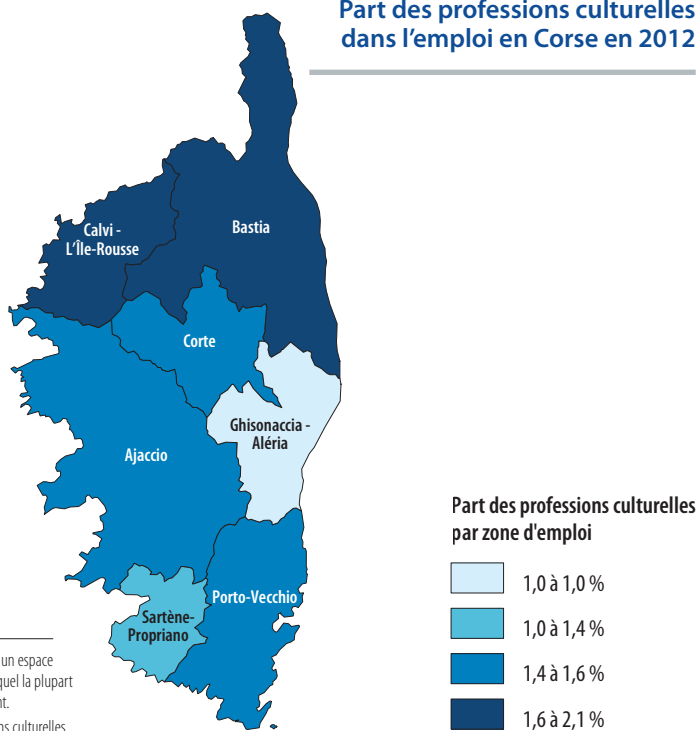 Part des professions culturelles
dans l’emploi en Corse en 2012
Calvi -
L’Île-Rousse
Bastia
Corte
Ghisonaccia -
Aléria
Ajaccio
Porto-Vecchio
Sartène-
Propriano
Part des professions culturelles
par zone d'emploi
1,0 à 1,0 %
1,0 à 1,4 %
1,4 à 1,6 %
1,6 à 2,1 %
un espace
quel la plupart
nt.
ns culturelles